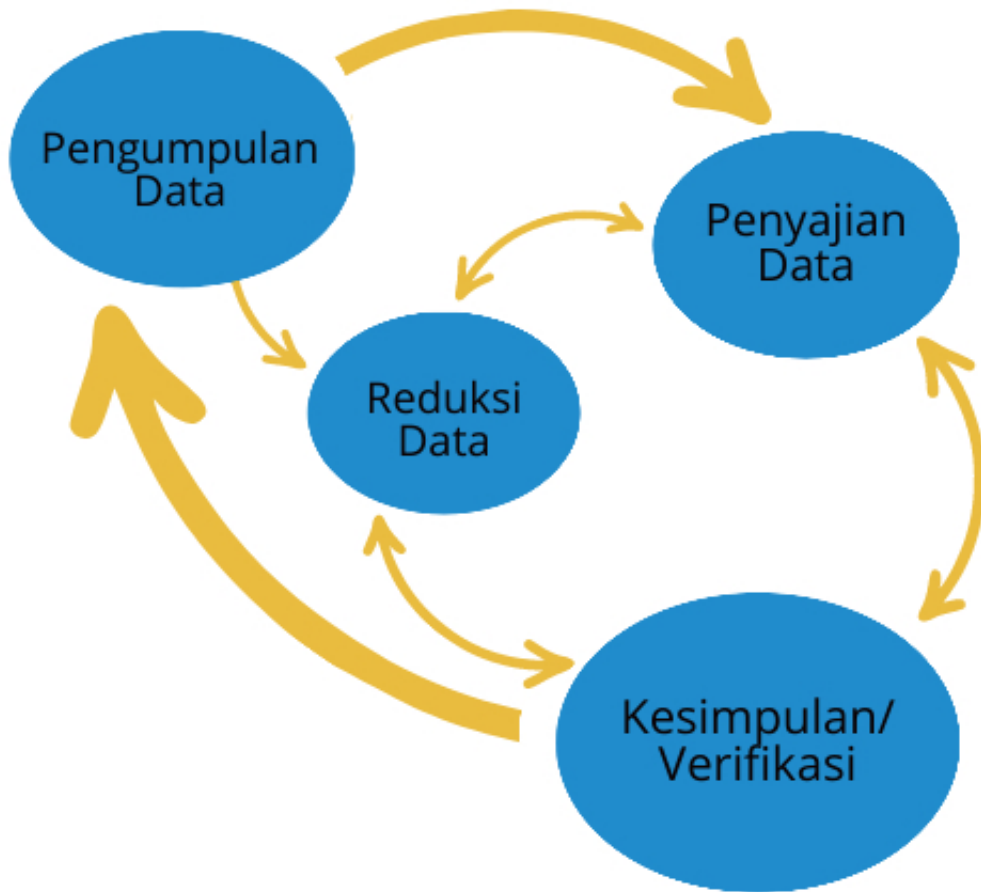 Pengumpulan
Data
Penyajian
Data
Reduksi
Data
Kesimpulan/
Verifikasi